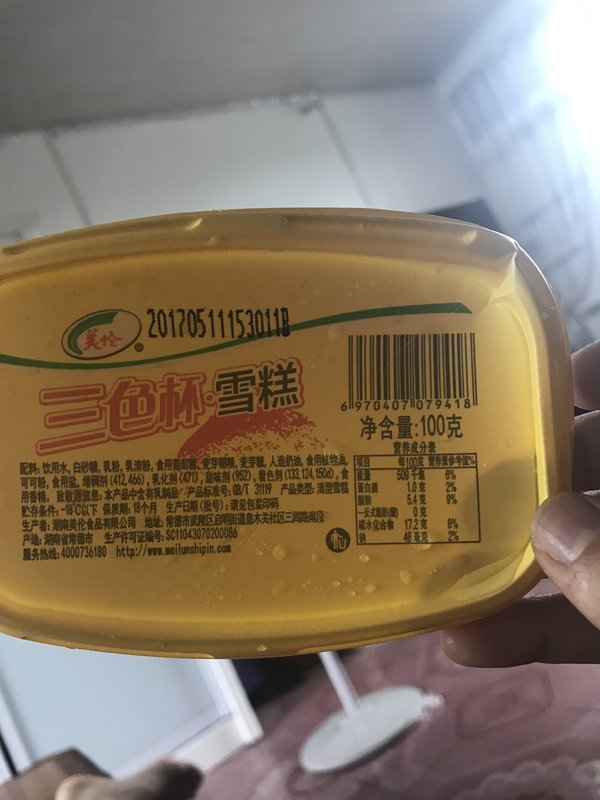 美伦®
20170511153011B
三色杯·雪糕
6 970407 079418
净含量:100克
配料: 饮用水, 白砂糖, 乳粉, 乳清粉, 食用葡萄糖, 麦芽糊精, 麦芽糖, 人造奶油, 食用植物油,
可可粉, 食用盐, 增稠剂 (412, 466), 乳化剂 (471), 甜味剂 (952), 着色剂 (133, 124, 150d), 食
用香精, 致敏源信息: 本产品中含有乳制品 产品标准号: GB/T 31119 产品类型: 清型雪糕
贮存条件: -18℃以下 保质期: 18个月 生产日期 (批号): 请见包装印码
生产者: 湖南美伦食品有限公司 地址: 常德市武陵区启明街道皇木关社区三闾路南段
产地: 湖南省常德市 生产许可证编号: SC11043070200086
服务热线: 4000736180 http://www.meilunshipin.com
营养成分表
项目 每100克 营养素参考值%
能量 508 千焦 6%
蛋白质 1.0 克 2%
脂肪 5.4 克 9%
—反式脂肪(酸) 0 克
碳水化合物 17.2 克 6%
钠 46 毫克 2%